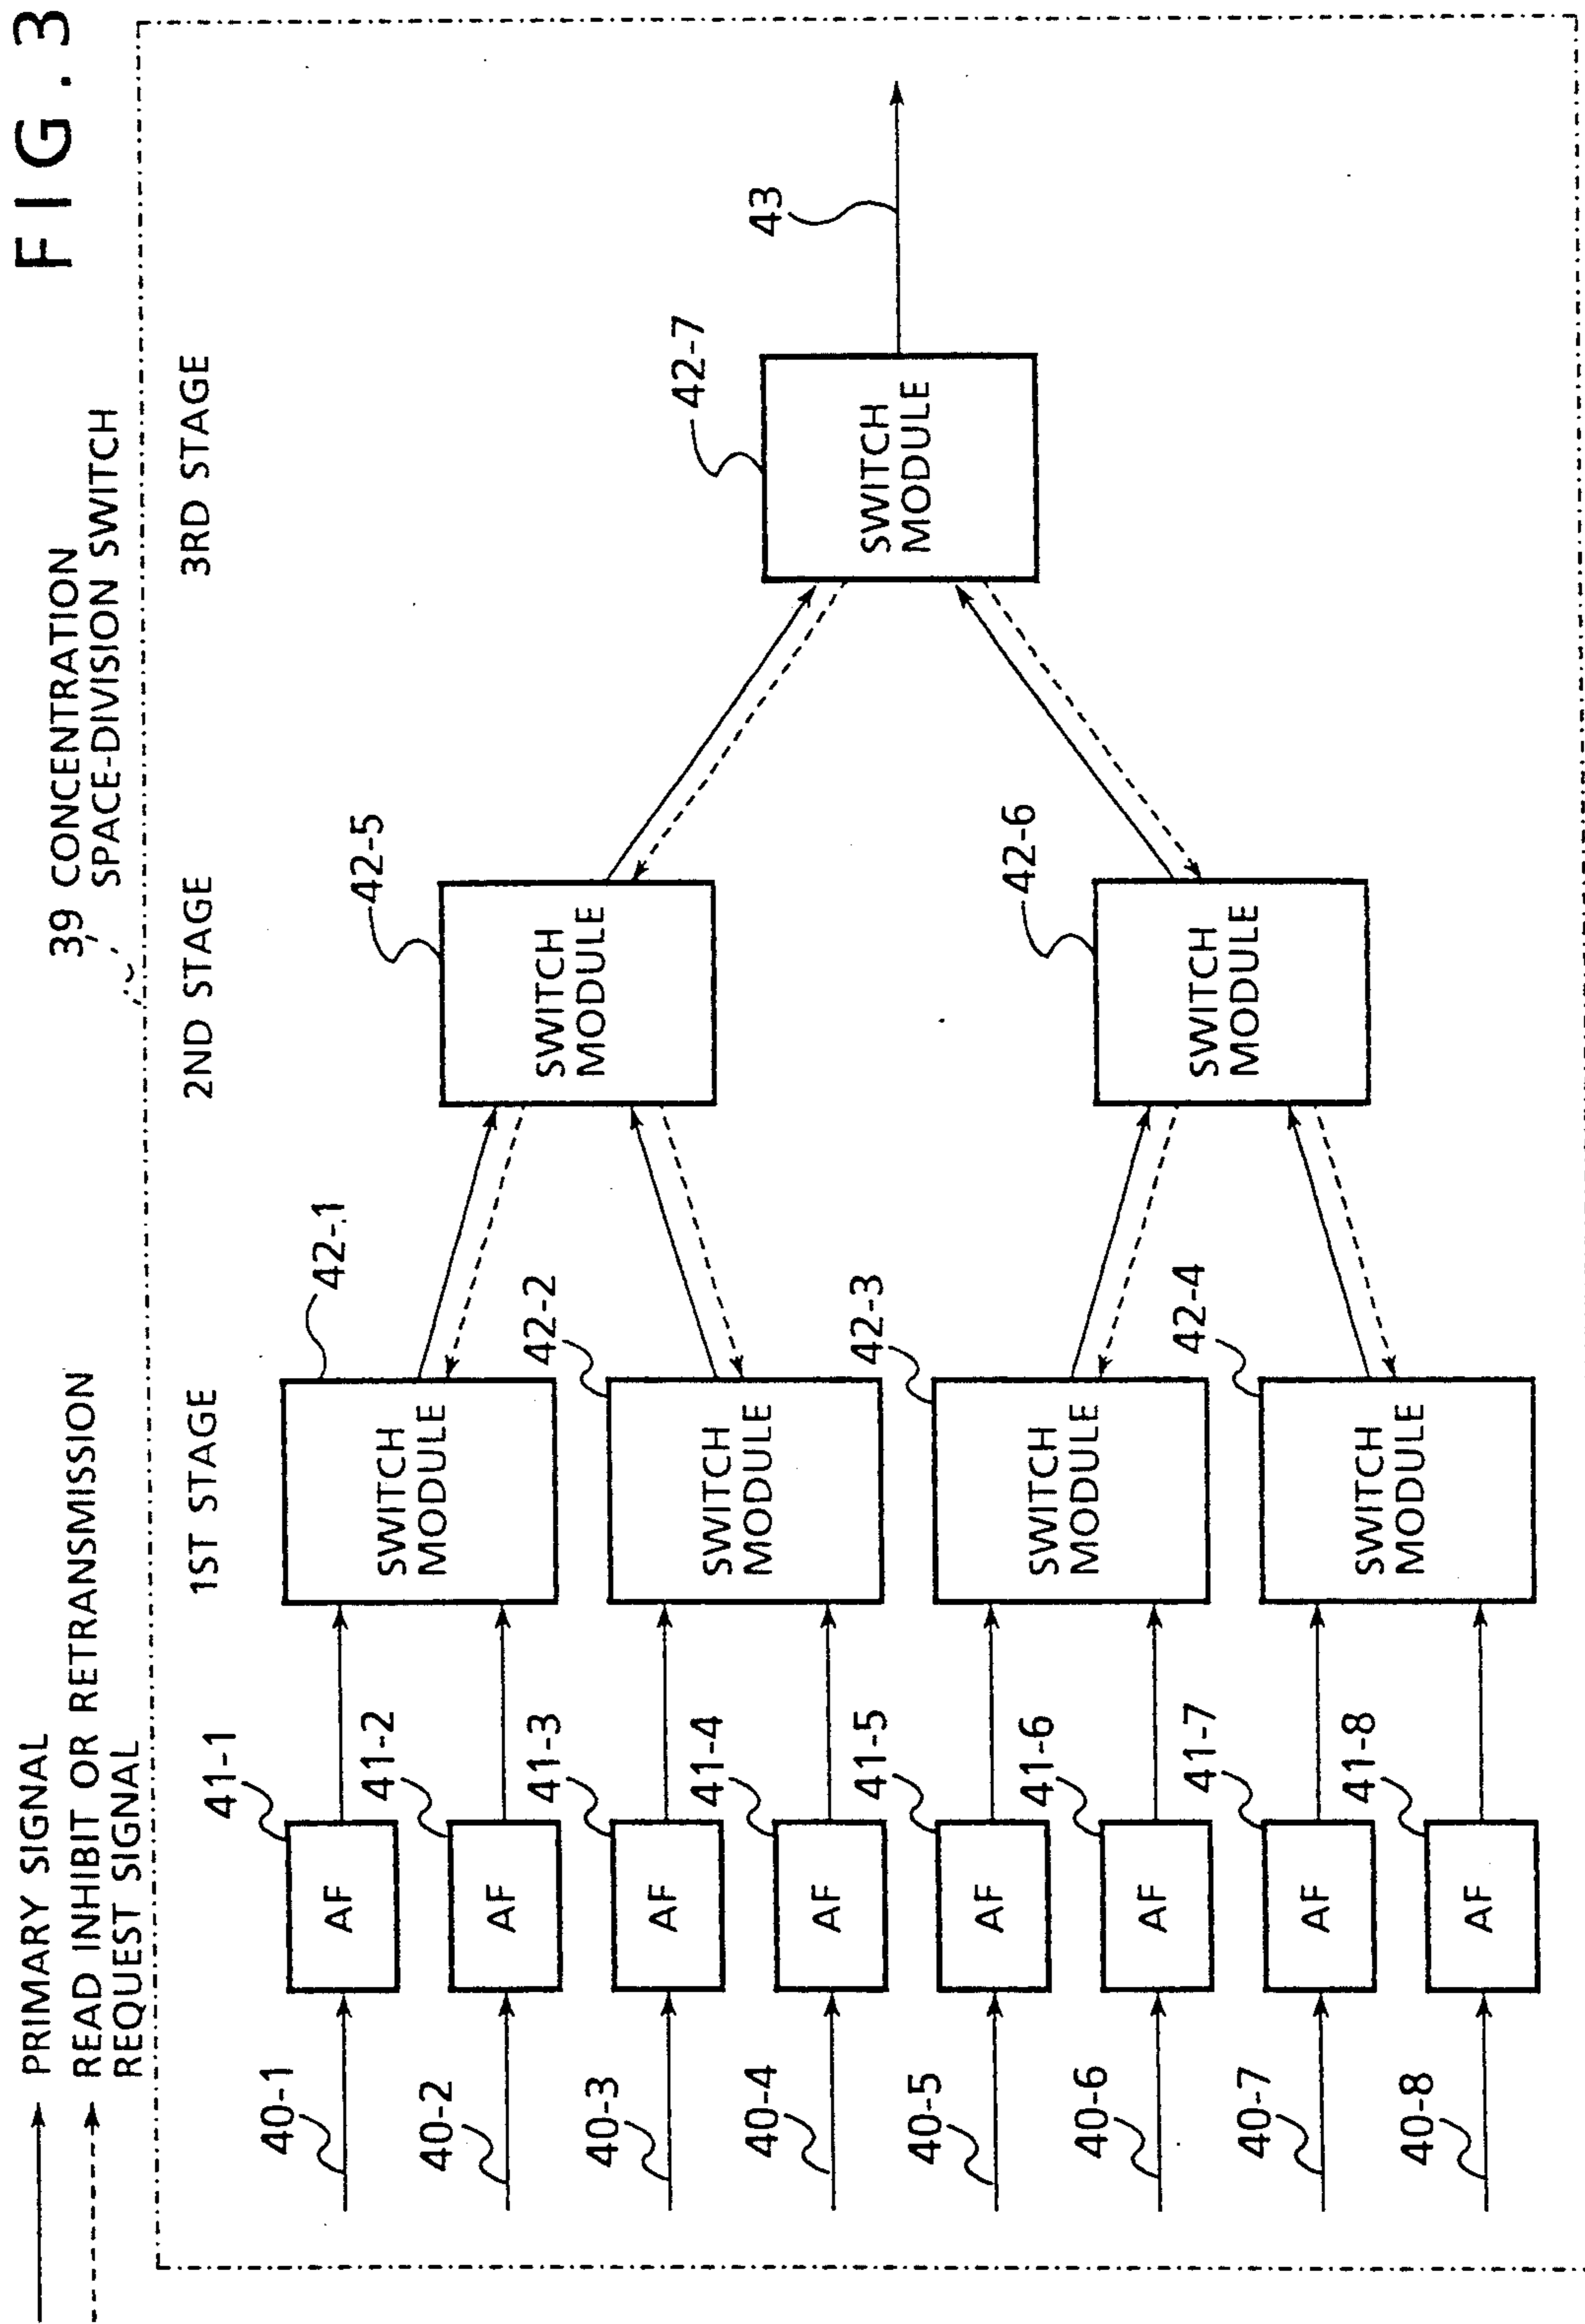 FIG.3
PRIMARY SIGNAL
READ INHIBIT OR RETRANSMISSION
REQUEST SIGNAL
39 CONCENTRATION
SPACE-DIVISION SWITCH
1ST STAGE
2ND STAGE
3RD STAGE
40-1
40-2
40-3
40-4
40-5
40-6
40-7
40-8
41-1
AF
41-2
AF
41-3
AF
41-4
AF
41-5
AF
41-6
AF
41-7
AF
41-8
AF
42-1
SWITCH
MODULE
42-2
SWITCH
MODULE
42-3
SWITCH
MODULE
42-4
SWITCH
MODULE
42-5
SWITCH
MODULE
42-6
SWITCH
MODULE
42-7
SWITCH
MODULE
43